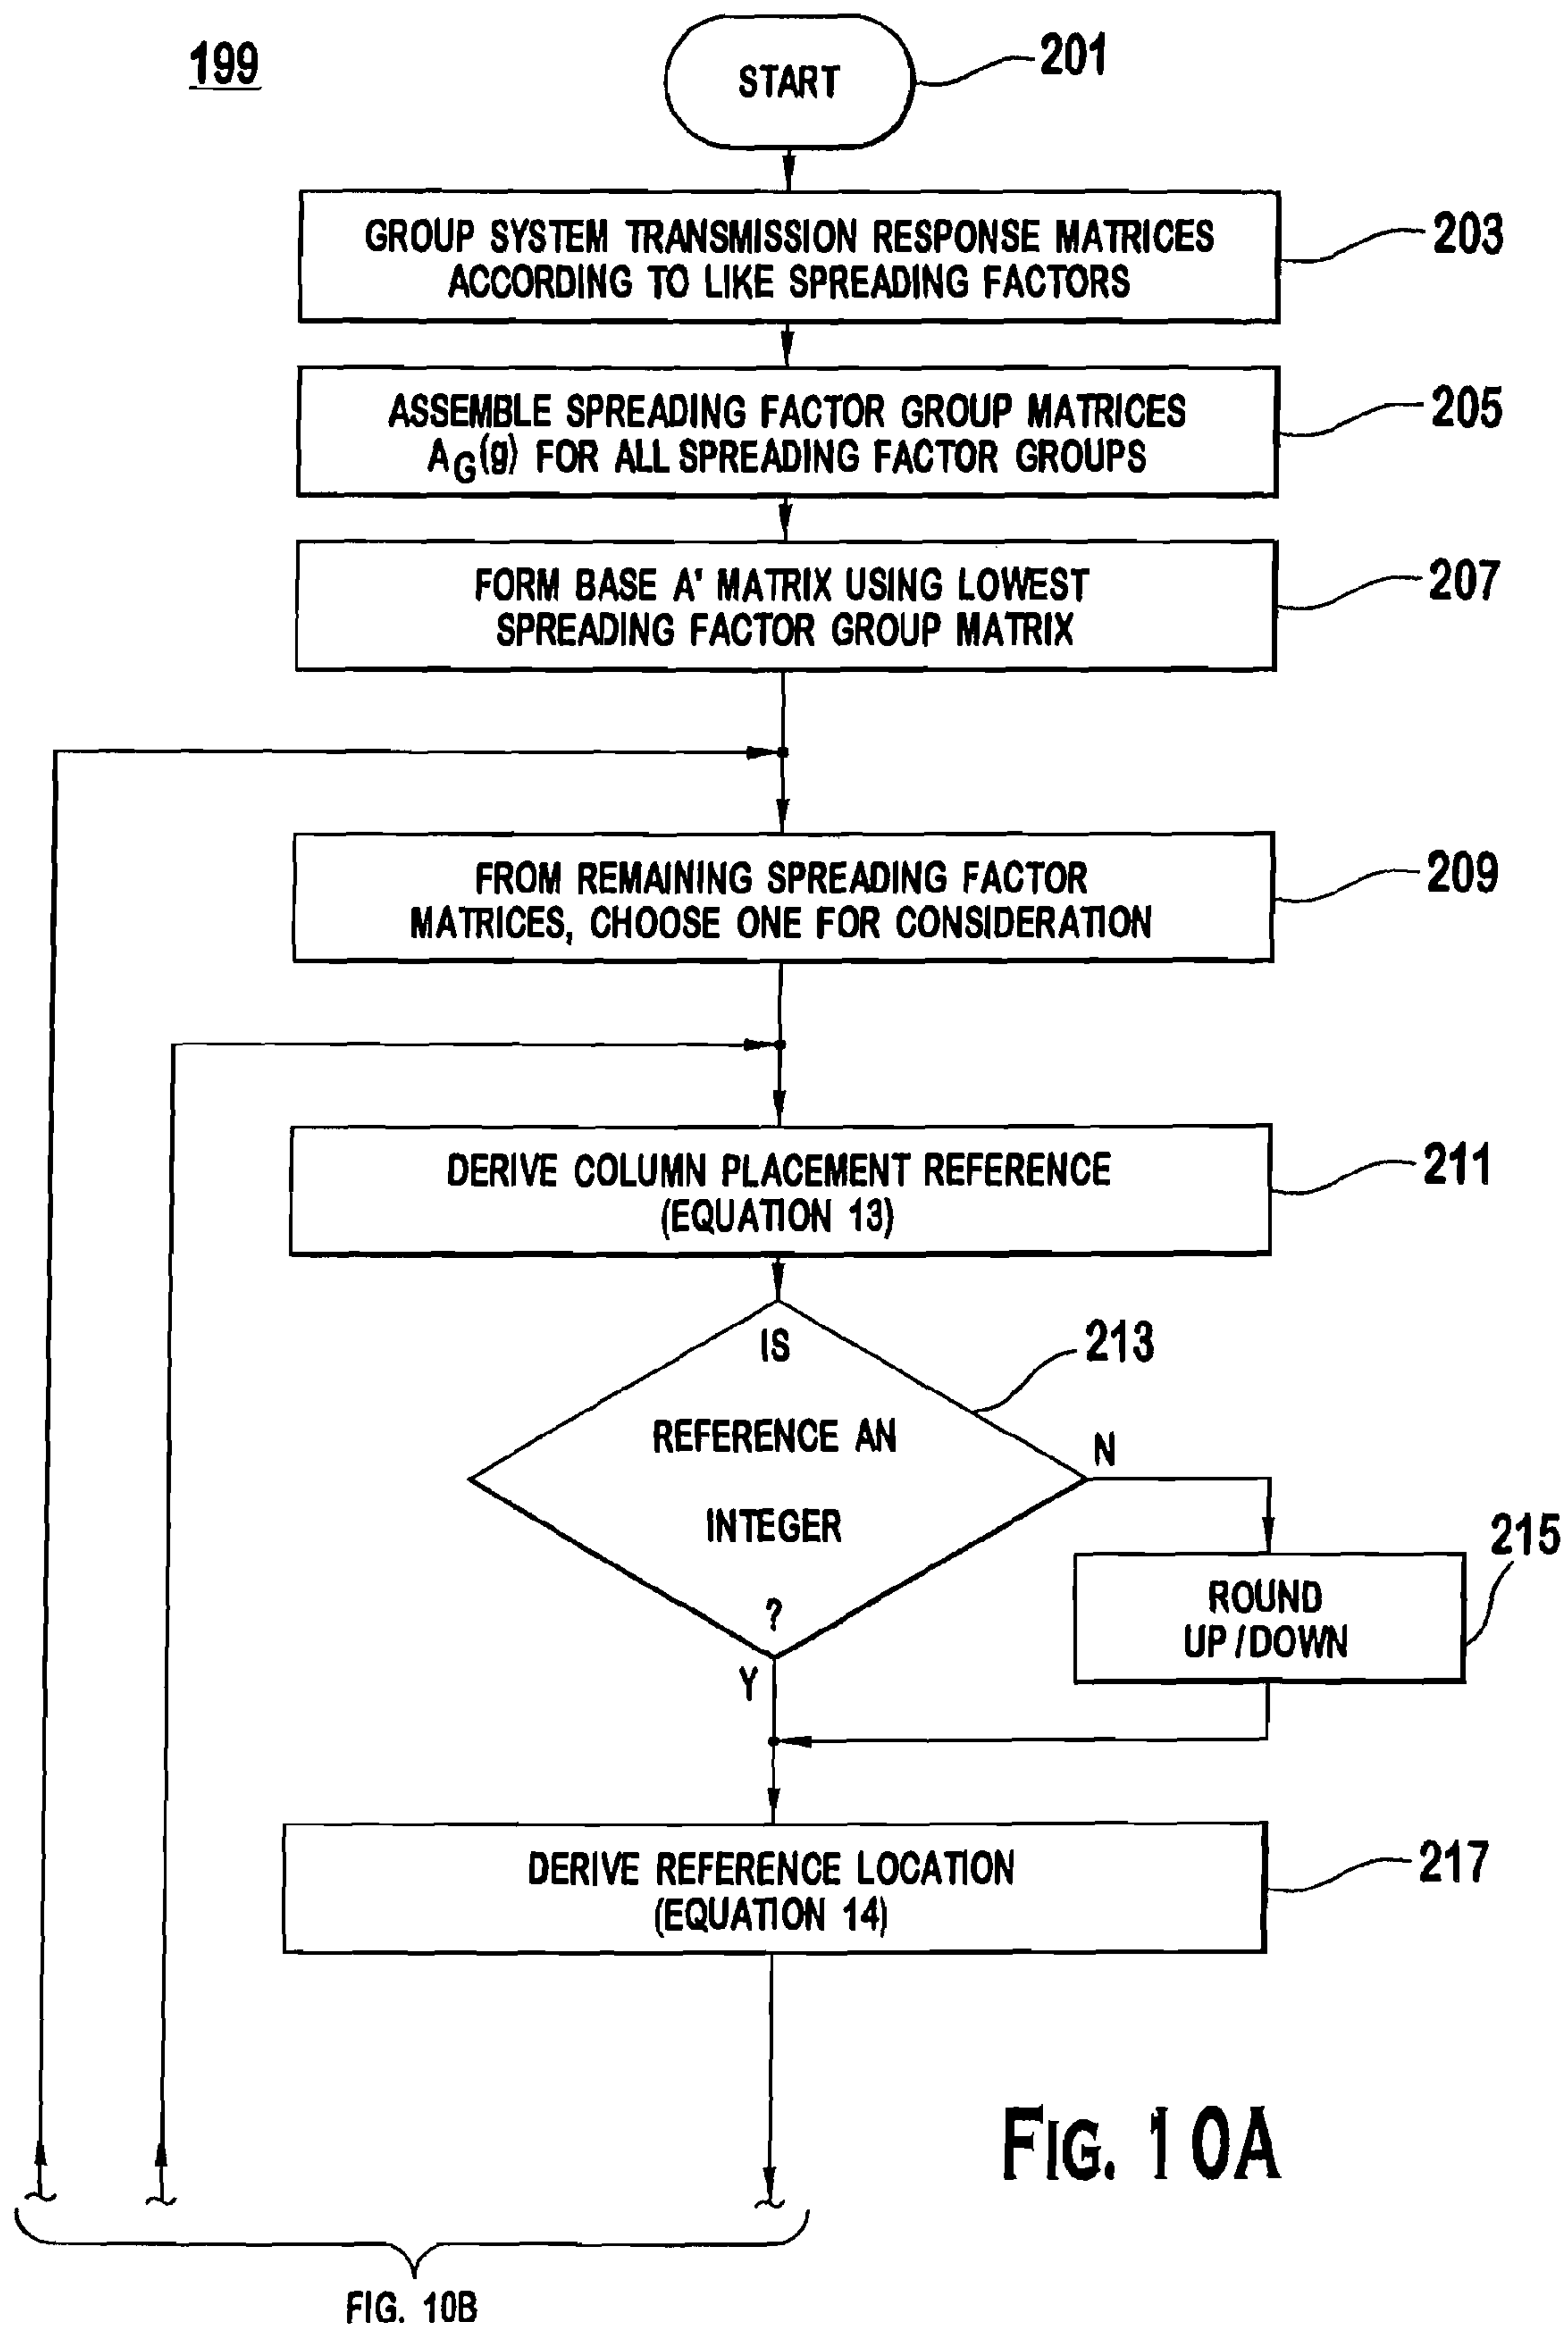 199
START
201
GROUP SYSTEM TRANSMISSION RESPONSE MATRICES
ACCORDING TO LIKE SPREADING FACTORS
203
ASSEMBLE SPREADING FACTOR GROUP MATRICES
AG(g) FOR ALL SPREADING FACTOR GROUPS
205
FORM BASE A' MATRIX USING LOWEST
SPREADING FACTOR GROUP MATRIX
207
FROM REMAINING SPREADING FACTOR
MATRICES, CHOOSE ONE FOR CONSIDERATION
209
DERIVE COLUMN PLACEMENT REFERENCE
(EQUATION 13)
211
IS
REFERENCE AN
INTEGER
?
213
N
Y
ROUND
UP/DOWN
215
DERIVE REFERENCE LOCATION
(EQUATION 14)
217
FIG. 10A
FIG. 10B